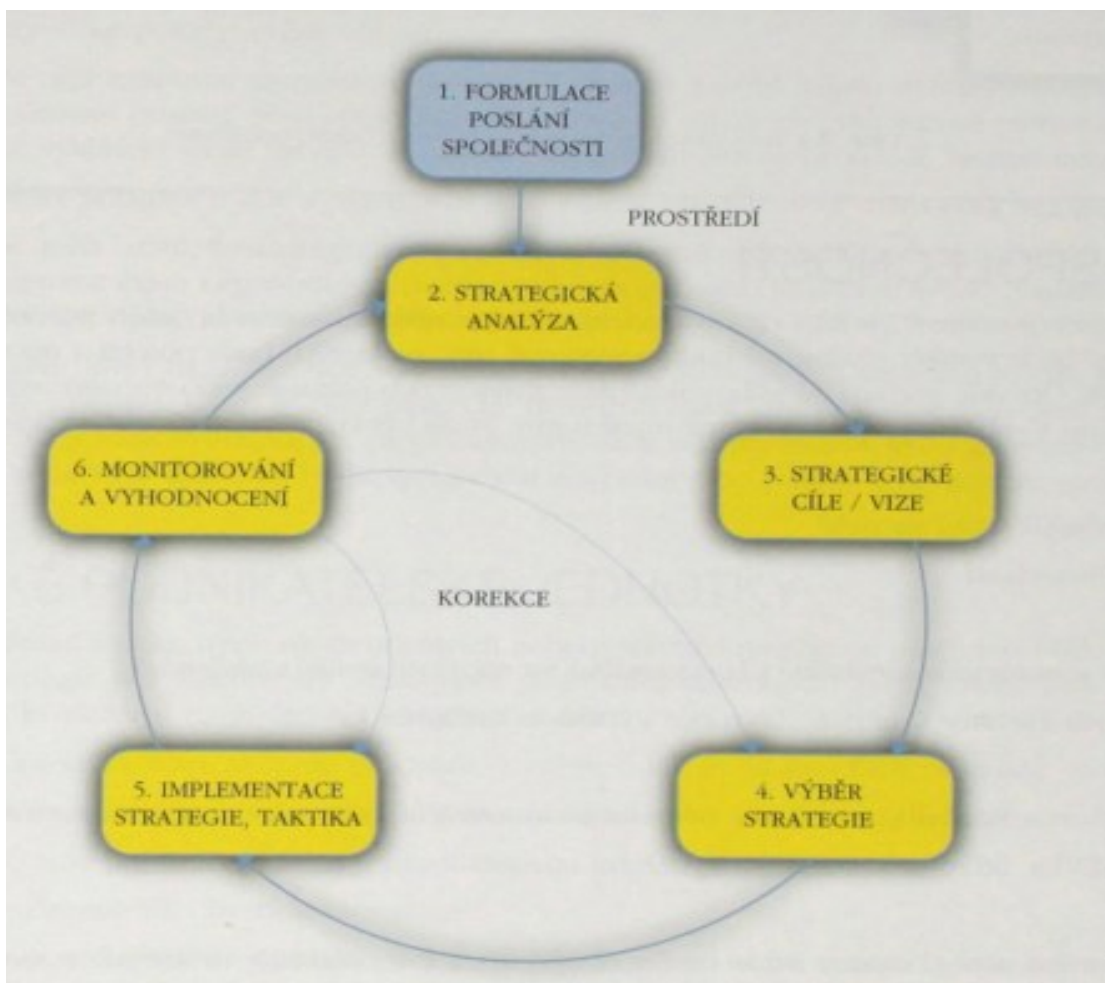 1. FORMULACE
POSLÁNÍ
SPOLEČNOSTI
PROSTŘEDÍ
2. STRATEGICKÁ
ANALÝZA
3. STRATEGICKÉ
CÍLE / VIZE
6. MONITOROVÁNÍ
A VYHODNOCENÍ
KOREKCE
4. VÝBĚR
STRATEGIE
5. IMPLEMENTACE
STRATEGIE, TAKTIKA